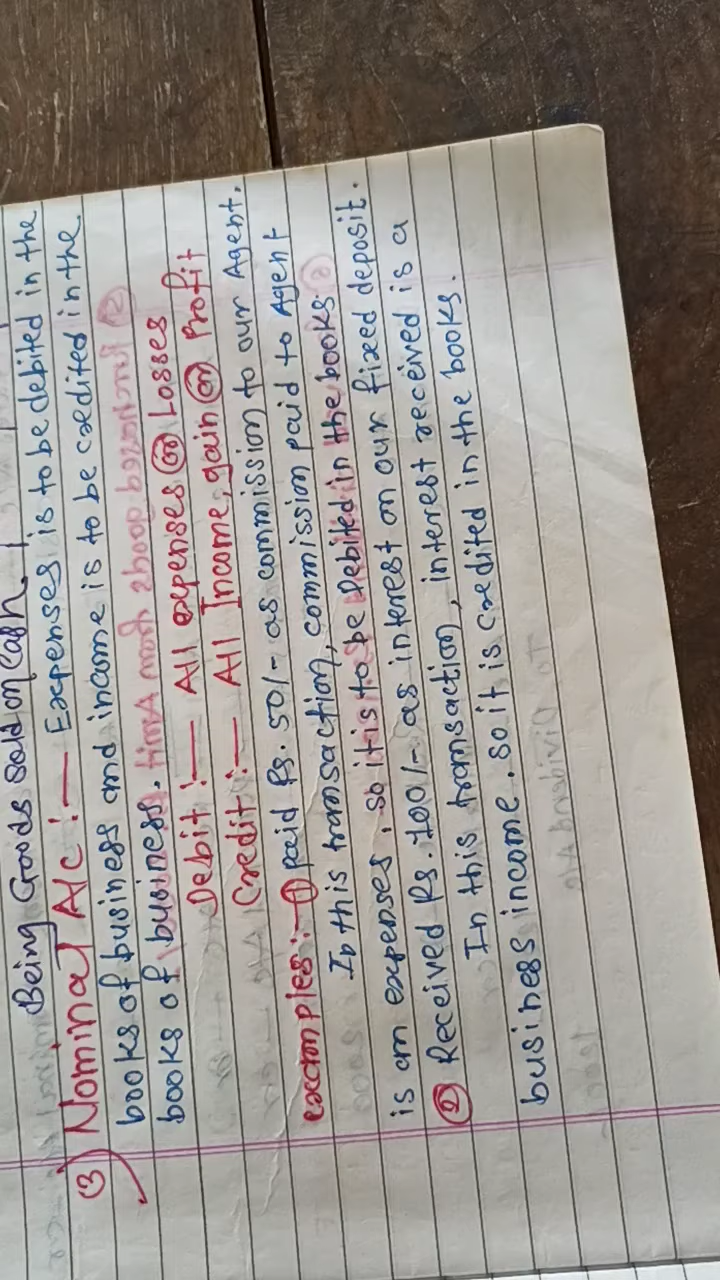 Being Goods sold on Cash
(3) Nominal A/c :— Expenses is to be debited in the
books of business and income is to be credited in the
books of business.
Debit :— All expenses or Losses
Credit :— All Income, gain or Profit
examples :— ① paid Rs. 50/- as commission to our Agent.
In this transaction, commission paid to Agent
is an expenses, so it is to be Debited in the books.
② Received Rs. 100/- as interest on our fixed deposit.
In this transaction, interest received is a
business income. so it is credited in the books.